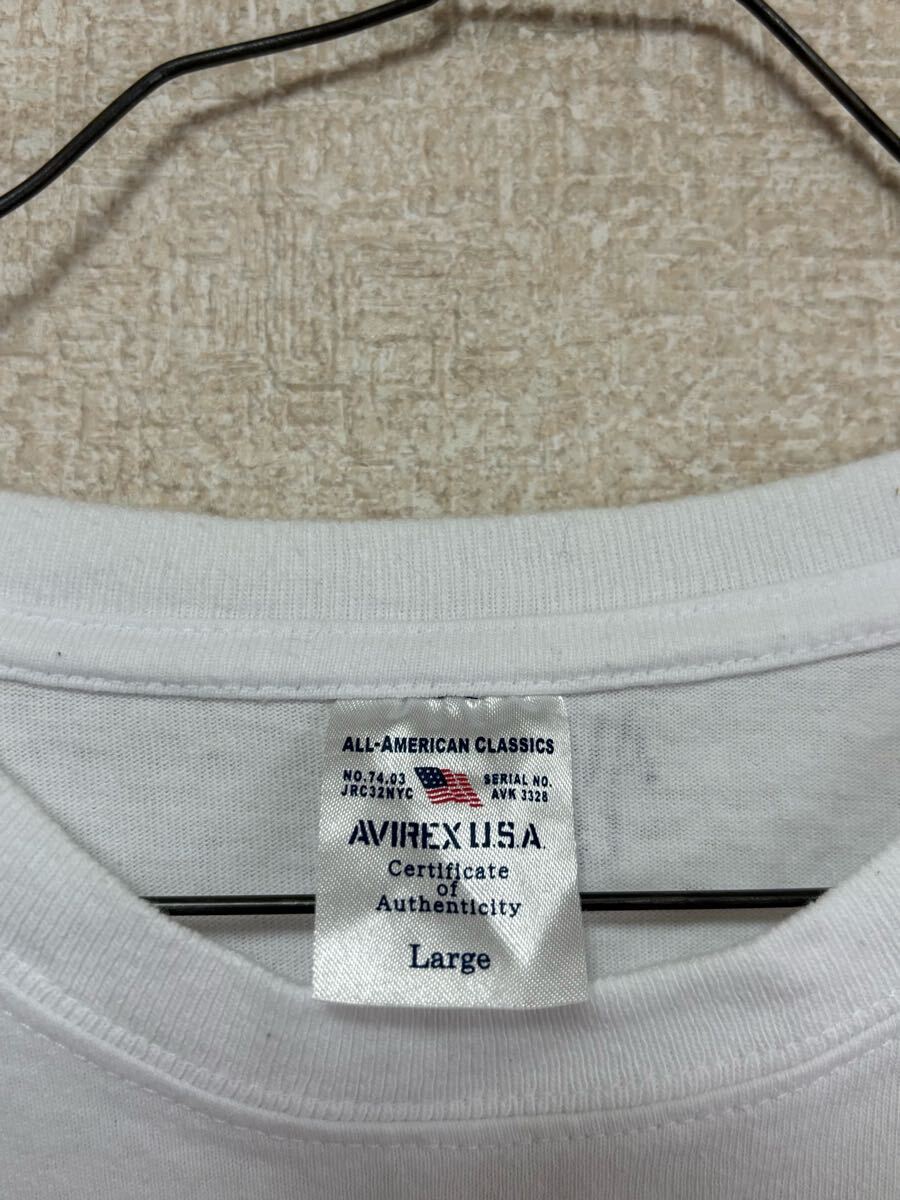 ALL-AMERICAN CLASSICS
NO.74.03 SERIAL NO.
JRC32NYC AVK 3328
AVIREX U.S.A.
Certificate
of
Authenticity
Large